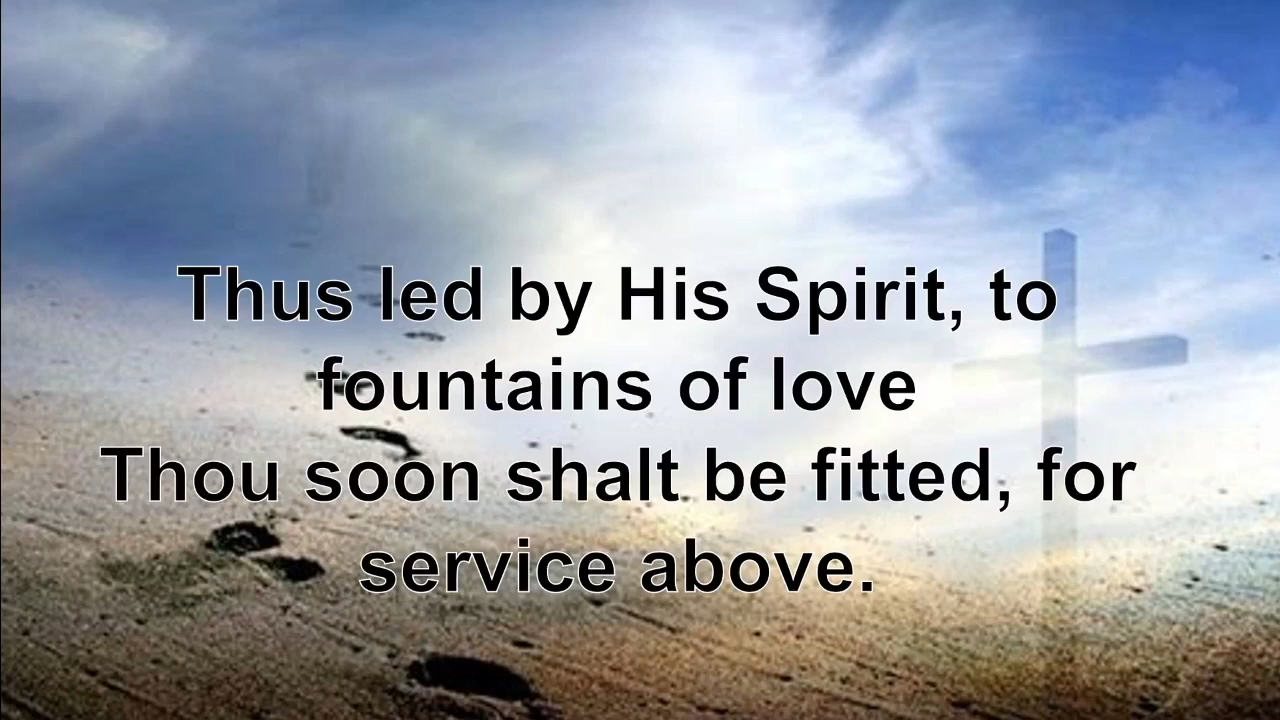 Thus led by His Spirit, to
fountains of love
Thou soon shalt be fitted, for
service above.